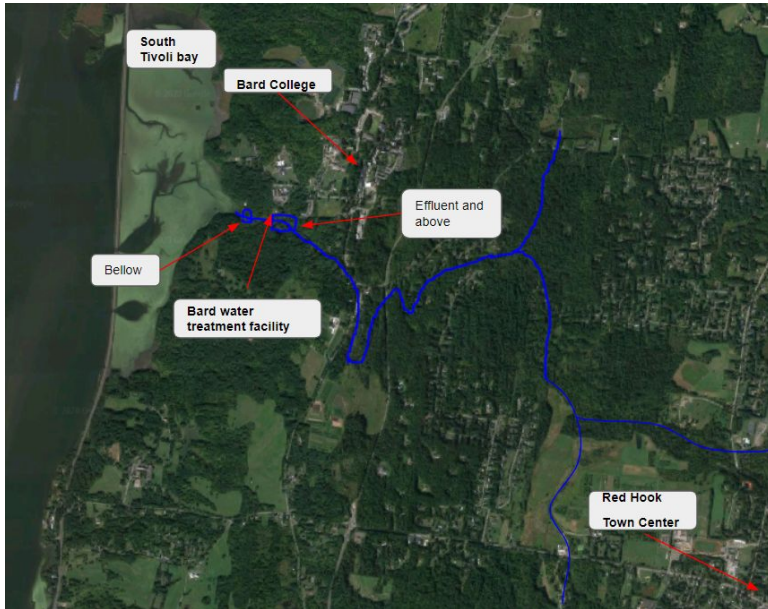 South
Tivoli bay
Bard College
Effluent and
above
Bellow
Bard water
treatment facility
Red Hook
Town Center